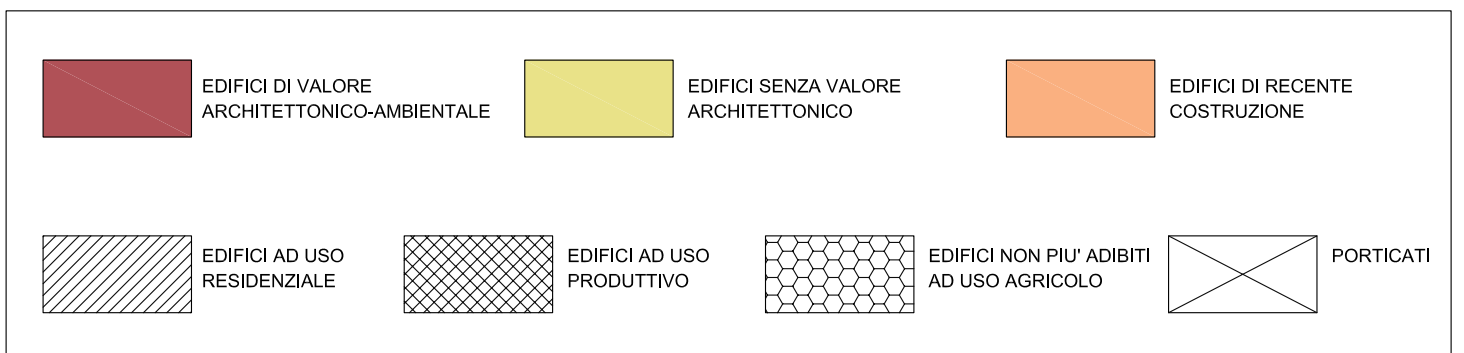 EDIFICI DI VALORE
ARCHITETTONICO-AMBIENTALE
EDIFICI SENZA VALORE
ARCHITETTONICO
EDIFICI DI RECENTE
COSTRUZIONE
EDIFICI AD USO
RESIDENZIALE
EDIFICI AD USO
PRODUTTIVO
EDIFICI NON PIU' ADIBITI
AD USO AGRICOLO
PORTICATI